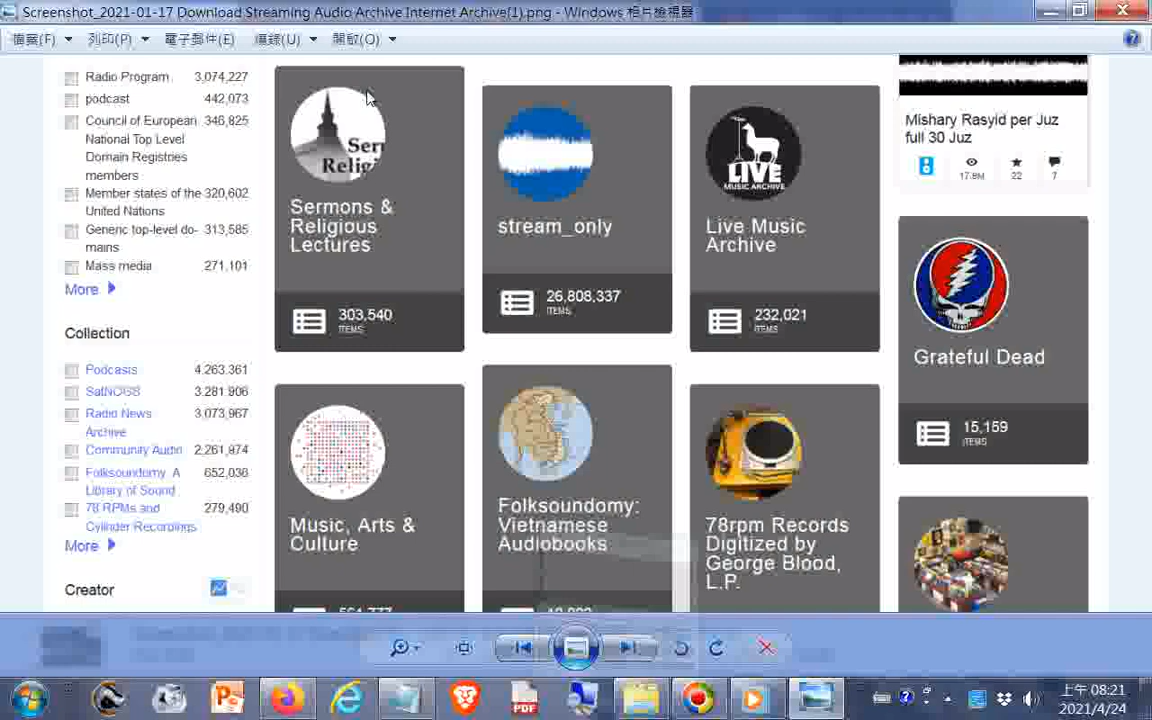 Screenshot_2021-01-17 Download Streaming Audio Archive Internet Archive(1).png - Windows 相片檢視器
檔案(F) 列印(P) 電子郵件(E) 燒錄(U) 開啟(O)
Radio Program 3,074,227
podcast 442,073
Council of European 346,825
National Top Level
Domain Registries
members
Member states of the 320,602
United Nations
Generic top-level do- 313,585
mains
Mass media 271,101
More
Collection
Podcasts 4,263,361
SatNOGS 3,281,906
Radio News 3,073,967
Archive
Community Audio 2,261,974
Folksoundomy A 652,036
Library of Sound
78 RPMs and 279,490
Cylinder Recordings
More
Creator
Ser
Religi
Sermons &
Religious
Lectures
303,540
ITEMS
Music, Arts &
Culture
stream_only
26,808,337
ITEMS
Folksoundomy:
Vietnamese
Audiobooks
LIVE
MUSIC ARCHIVE
Live Music
Archive
232,021
ITEMS
78rpm Records
Digitized by
George Blood,
L.P.
Mishary Rasyid per Juz
full 30 Juz
17.8M 22 7
Grateful Dead
15,159
ITEMS
PDF
上午 08:21
2021/4/24